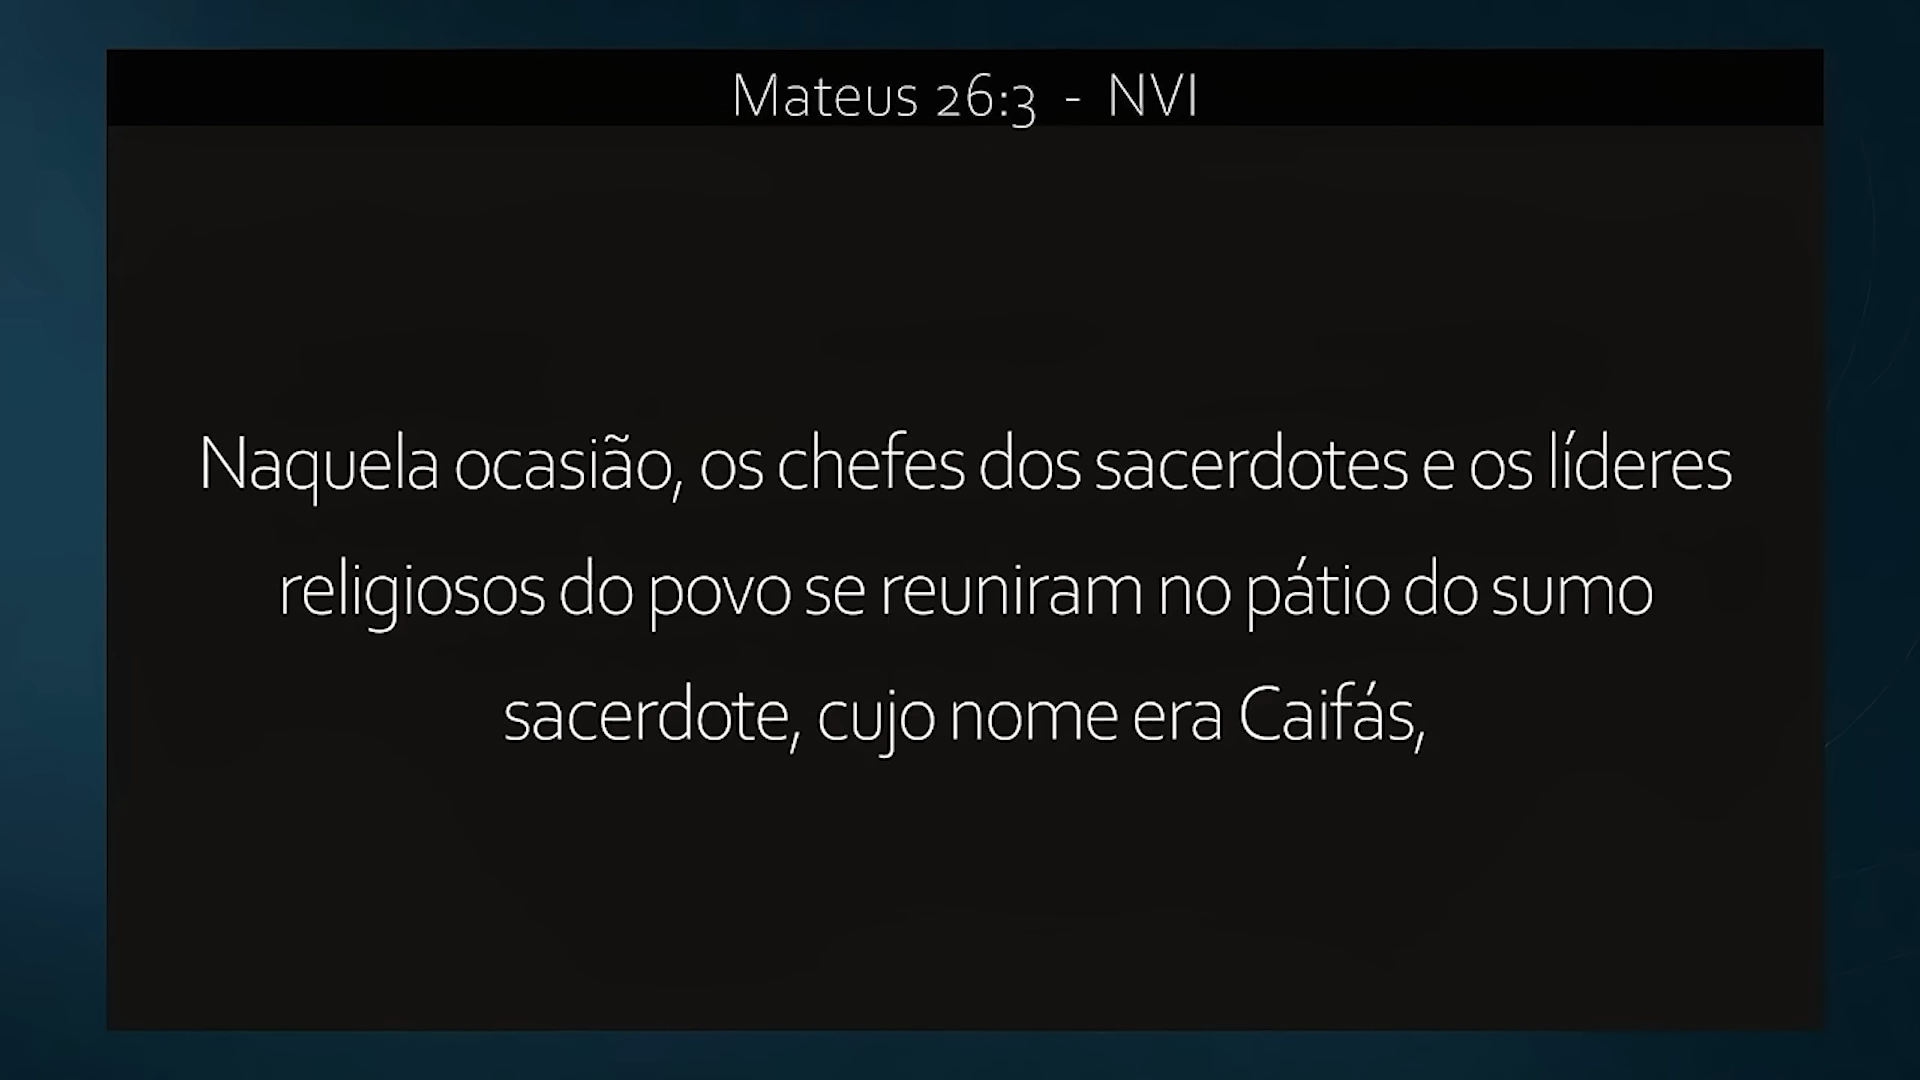 Mateus 26:3 - NVI
Naquela ocasião, os chefes dos sacerdotes e os líderes
religiosos do povo se reuniram no pátio do sumo
sacerdote, cujo nome era Caifás,